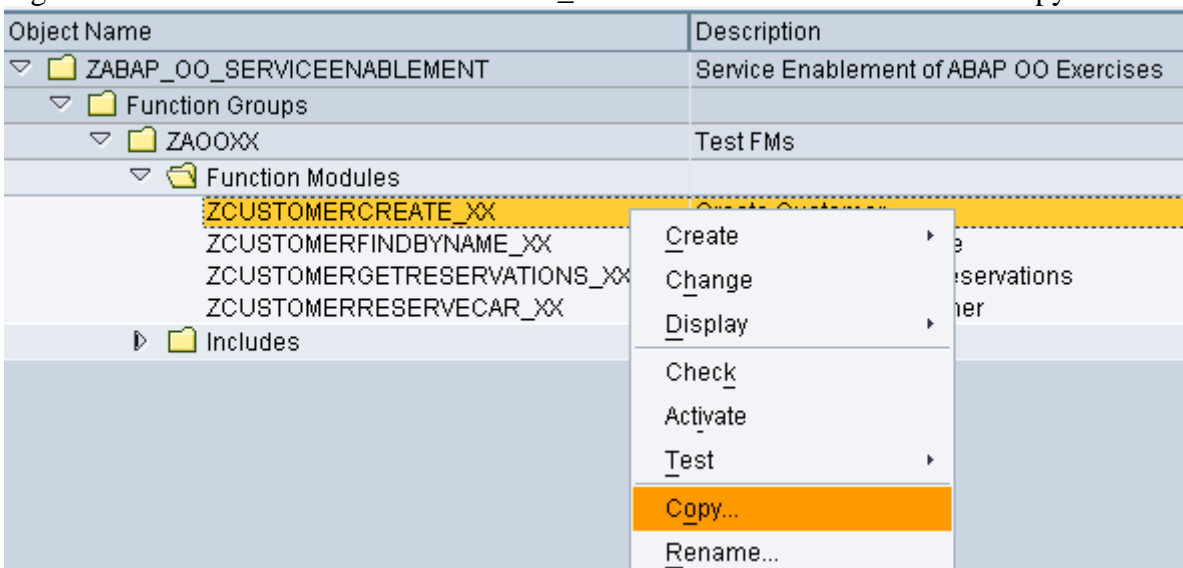 Object Name Description
ZABAP_OO_SERVICEENABLEMENT Service Enablement of ABAP OO Exercises
Function Groups
ZAOOXX Test FMs
Function Modules
ZCUSTOMERCREATE_XX
ZCUSTOMERFINDBYNAME_XX
ZCUSTOMERGETRESERVATIONS_XX
ZCUSTOMERRESERVECAR_XX
Includes
Create
Change
Display
Check
Activate
Test
Copy...
Rename...